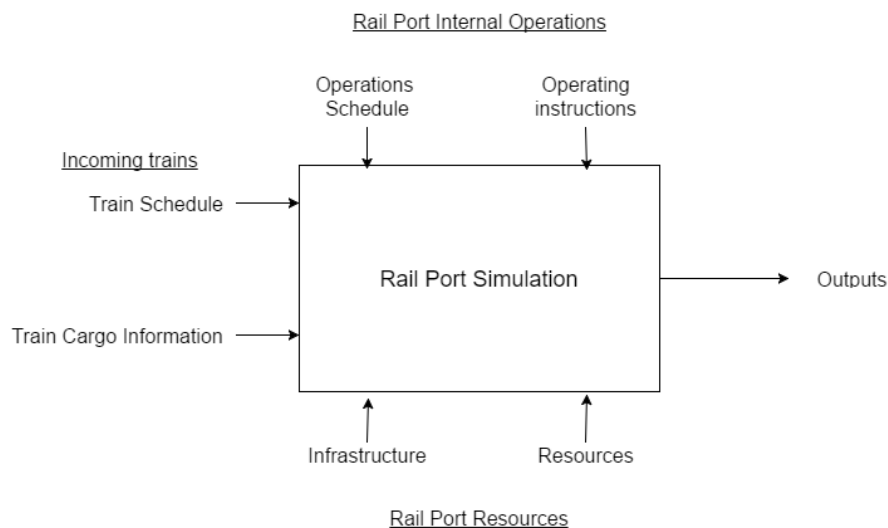 Rail Port Internal Operations
Operations
Schedule
Operating
instructions
Incoming trains
Train Schedule
Rail Port Simulation
Outputs
Train Cargo Information
Infrastructure
Resources
Rail Port Resources